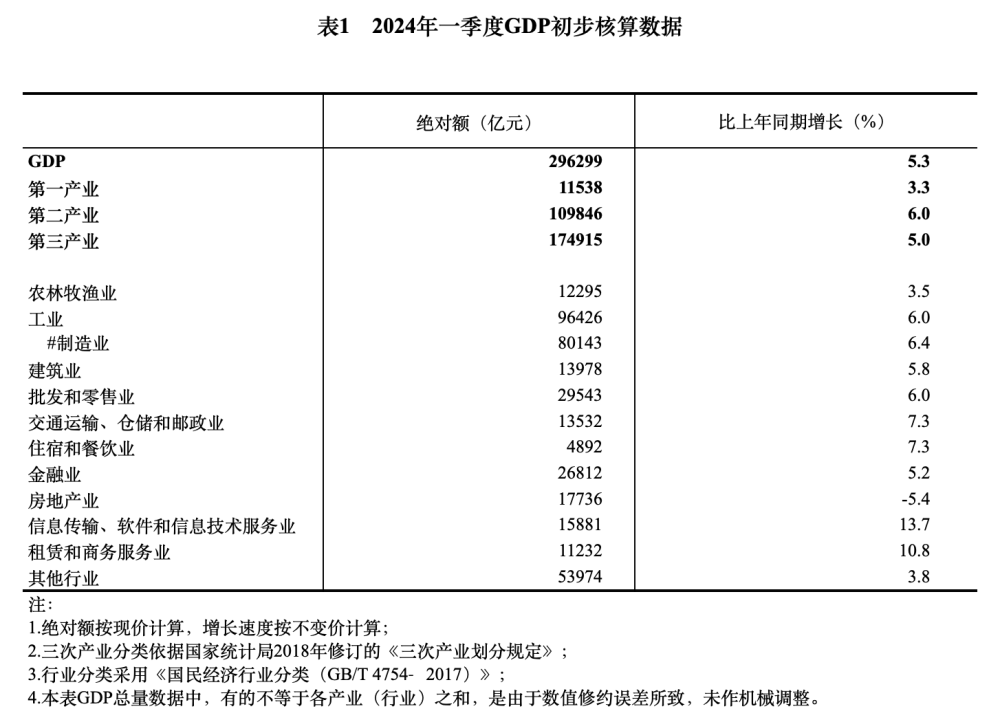 表1 2024年一季度GDP初步核算数据
绝对额（亿元） 比上年同期增长（%）
GDP 296299 5.3
第一产业 11538 3.3
第二产业 109846 6.0
第三产业 174915 5.0
农林牧渔业 12295 3.5
工业 96426 6.0
#制造业 80143 6.4
建筑业 13978 5.8
批发和零售业 29543 6.0
交通运输、仓储和邮政业 13532 7.3
住宿和餐饮业 4892 7.3
金融业 26812 5.2
房地产业 17736 -5.4
信息传输、软件和信息技术服务业 15881 13.7
租赁和商务服务业 11232 10.8
其他行业 53974 3.8
注：
1.绝对额按现价计算，增长速度按不变价计算；
2.三次产业分类依据国家统计局2018年修订的《三次产业划分规定》；
3.行业分类采用《国民经济行业分类（GB/T 4754- 2017）》；
4.本表GDP总量数据中，有的不等于各产业（行业）之和，是由于数值修约误差所致，未作机械调整。